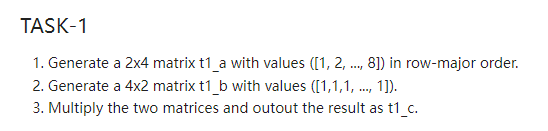 TASK-1
1. Generate a 2x4 matrix t1_a with values ([1, 2, ..., 8]) in row-major order.
2. Generate a 4x2 matrix t1_b with values ([1,1,1, ..., 1]).
3. Multiply the two matrices and outout the result as t1_c.